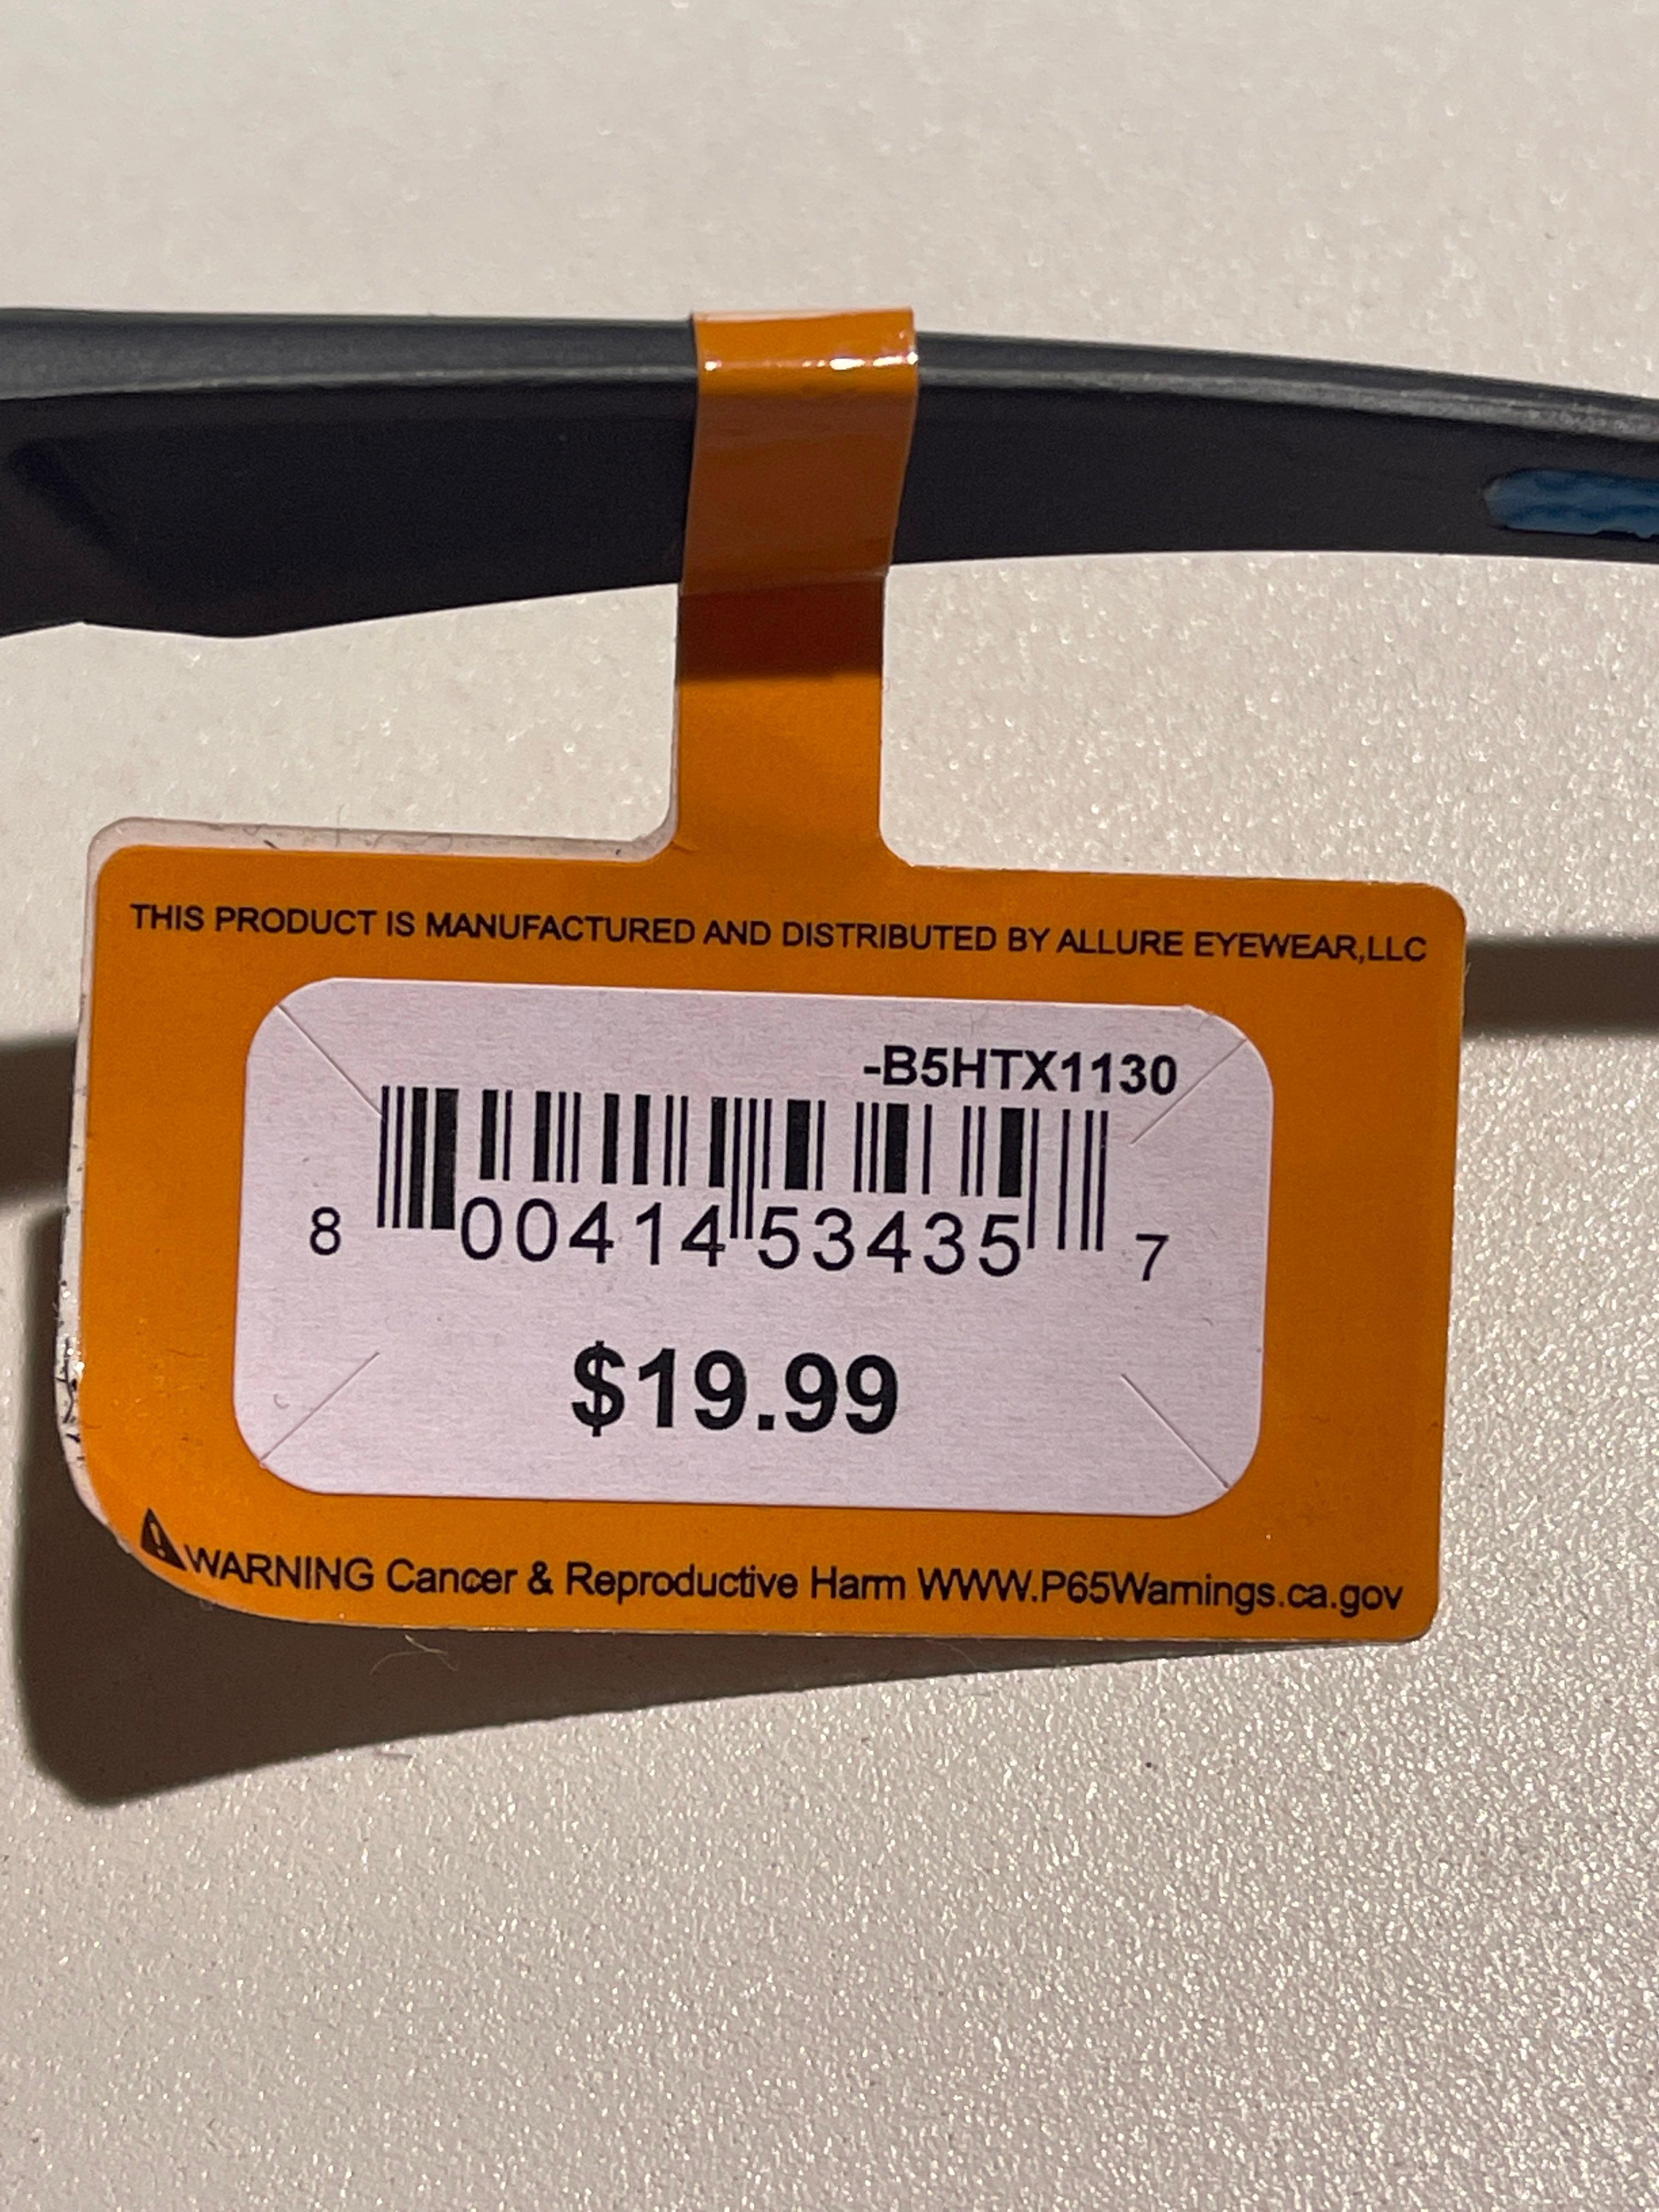 THIS PRODUCT IS MANUFACTURED AND DISTRIBUTED BY ALLURE EYEWEAR,LLC
-B5HTX1130
8 00414 53435 7
$19.99
WARNING Cancer & Reproductive Harm WWW.P65Warnings.ca.gov